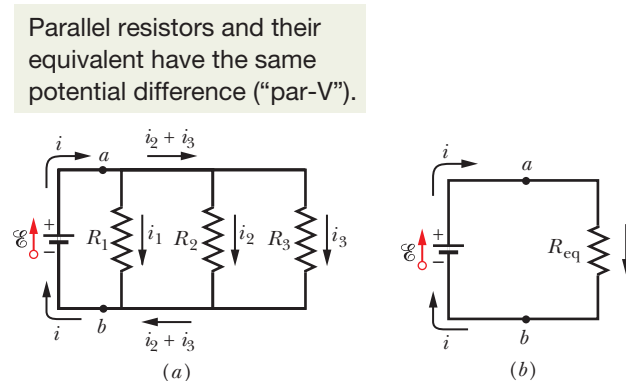 Parallel resistors and their
equivalent have the same
potential difference (“par-V”).
i a i₂ + i₃
+ ℰ – R₁ i₁ R₂ i₂ R₃ i₃
i b i₂ + i₃
(a)
i a
+ ℰ – R_eq
i b
(b)